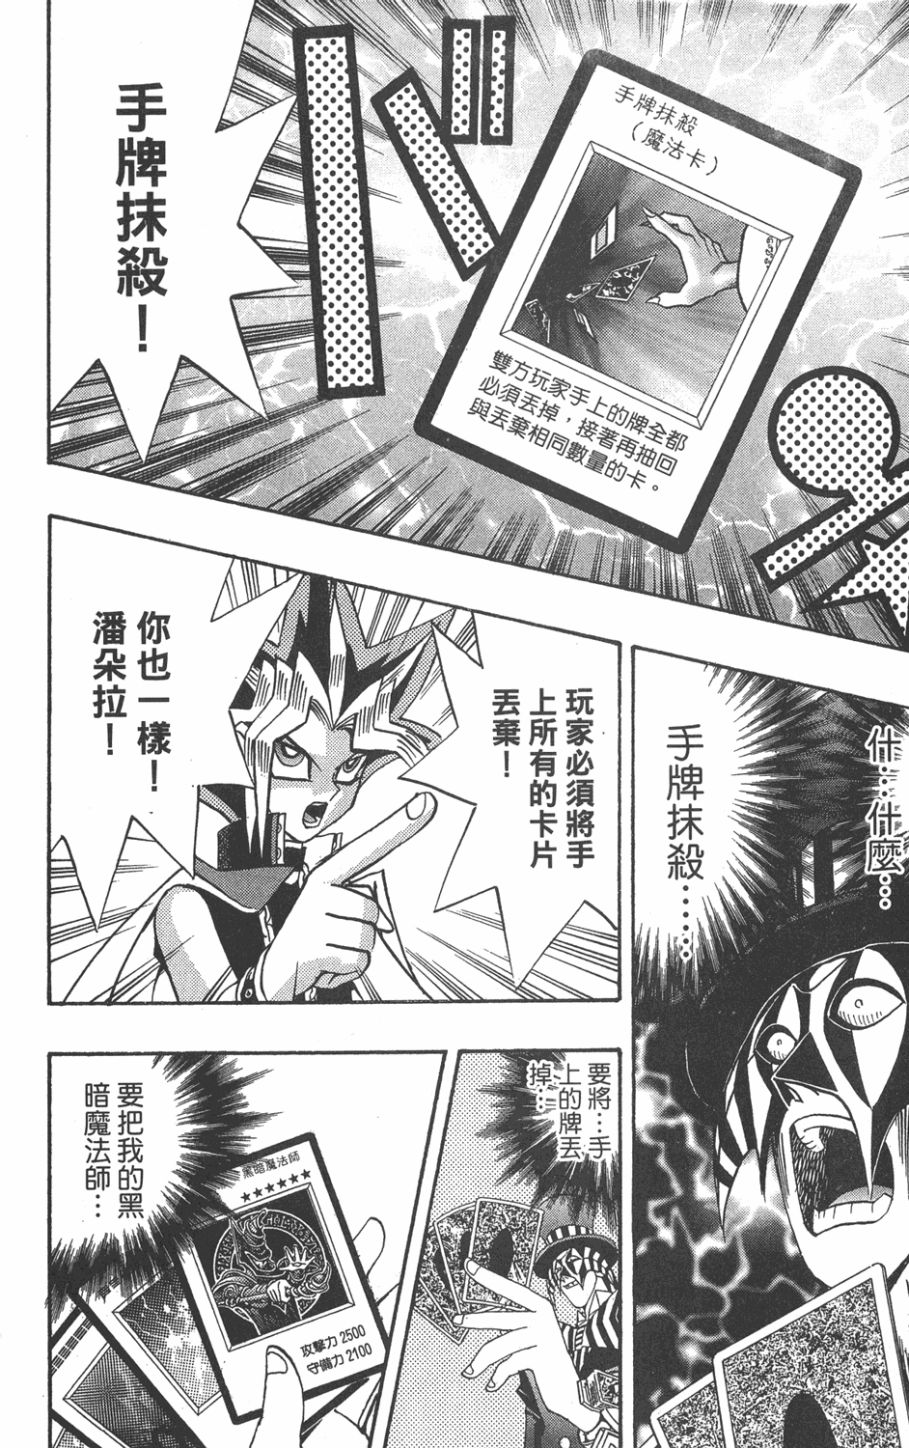 手牌抹殺
（魔法卡）
雙方玩家手上的牌全都
必須丟掉，接著再抽回
與丟棄相同數量的卡。
手牌抹殺！
什…什麼…
手牌抹殺……
玩家必須將手
上所有的卡片
丟棄！
你也一樣！
潘朵拉！
要將…手
上的牌丟
掉…
要把我的黑
暗魔法師…
黑暗魔法師
★★★★★★
攻擊力 2500
守備力 2100